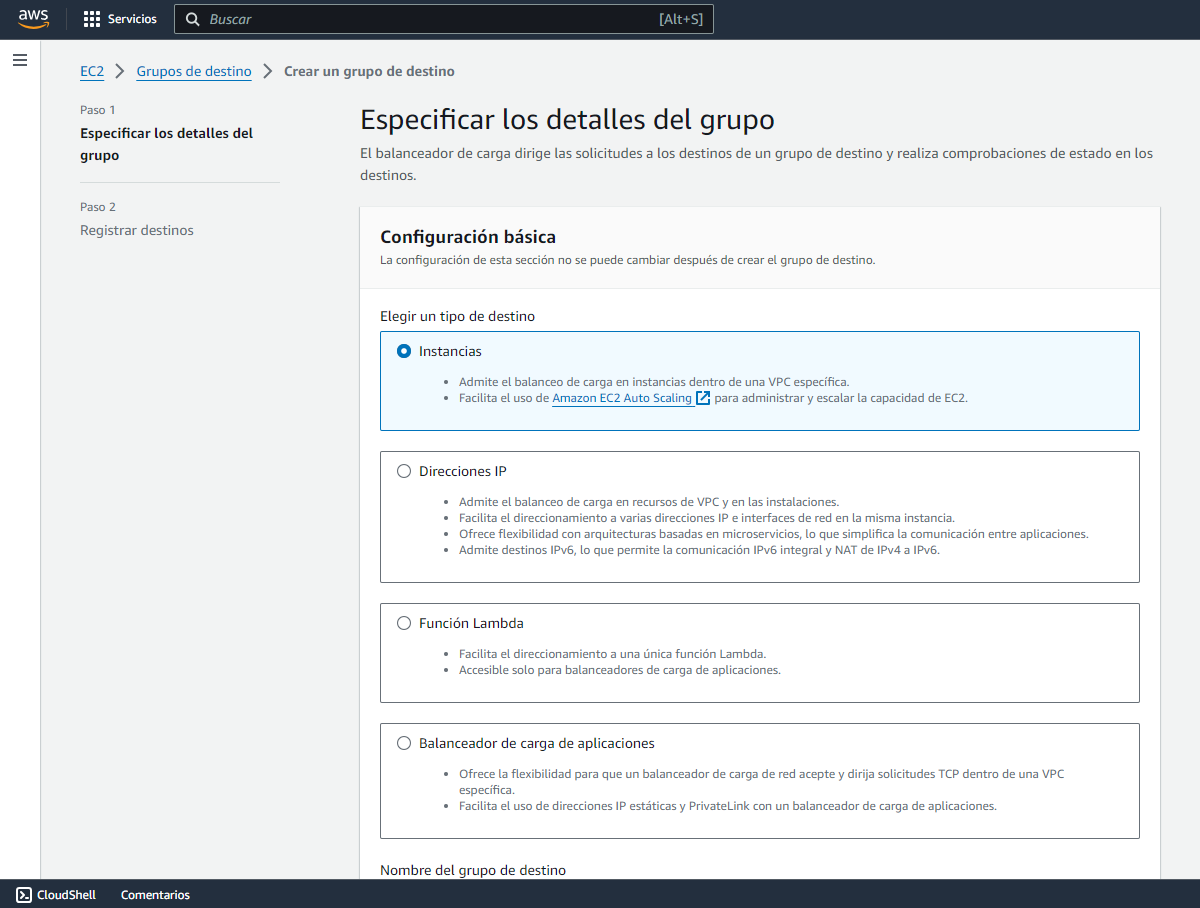 aws Servicios Buscar [Alt+S]
EC2 Grupos de destino Crear un grupo de destino
Paso 1
Especificar los detalles del
grupo
Paso 2
Registrar destinos
Especificar los detalles del grupo
El balanceador de carga dirige las solicitudes a los destinos de un grupo de destino y realiza comprobaciones de estado en los
destinos.
Configuración básica
La configuración de esta sección no se puede cambiar después de crear el grupo de destino.
Elegir un tipo de destino
Instancias
Admite el balanceo de carga en instancias dentro de una VPC específica.
Facilita el uso de Amazon EC2 Auto Scaling para administrar y escalar la capacidad de EC2.
Direcciones IP
Admite el balanceo de carga en recursos de VPC y en las instalaciones.
Facilita el direccionamiento a varias direcciones IP e interfaces de red en la misma instancia.
Ofrece flexibilidad con arquitecturas basadas en microservicios, lo que simplifica la comunicación entre aplicaciones.
Admite destinos IPv6, lo que permite la comunicación IPv6 integral y NAT de IPv4 a IPv6.
Función Lambda
Facilita el direccionamiento a una única función Lambda.
Accesible solo para balanceadores de carga de aplicaciones.
Balanceador de carga de aplicaciones
Ofrece la flexibilidad para que un balanceador de carga de red acepte y dirija solicitudes TCP dentro de una VPC
específica.
Facilita el uso de direcciones IP estáticas y PrivateLink con un balanceador de carga de aplicaciones.
Nombre del grupo de destino
CloudShell Comentarios